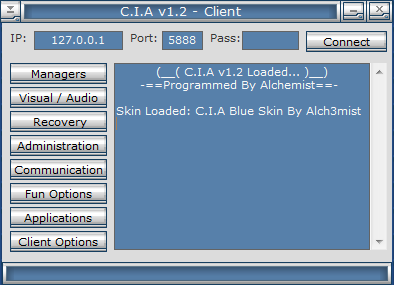 C.I.A v1.2 - Client
IP: 127.0.0.1 Port: 5888 Pass: Connect
Managers
Visual / Audio
Recovery
Administration
Communication
Fun Options
Applications
Client Options
(__( C.I.A v1.2 Loaded... )__)
-==Programmed By Alchemist==-
Skin Loaded: C.I.A Blue Skin By Alch3mist